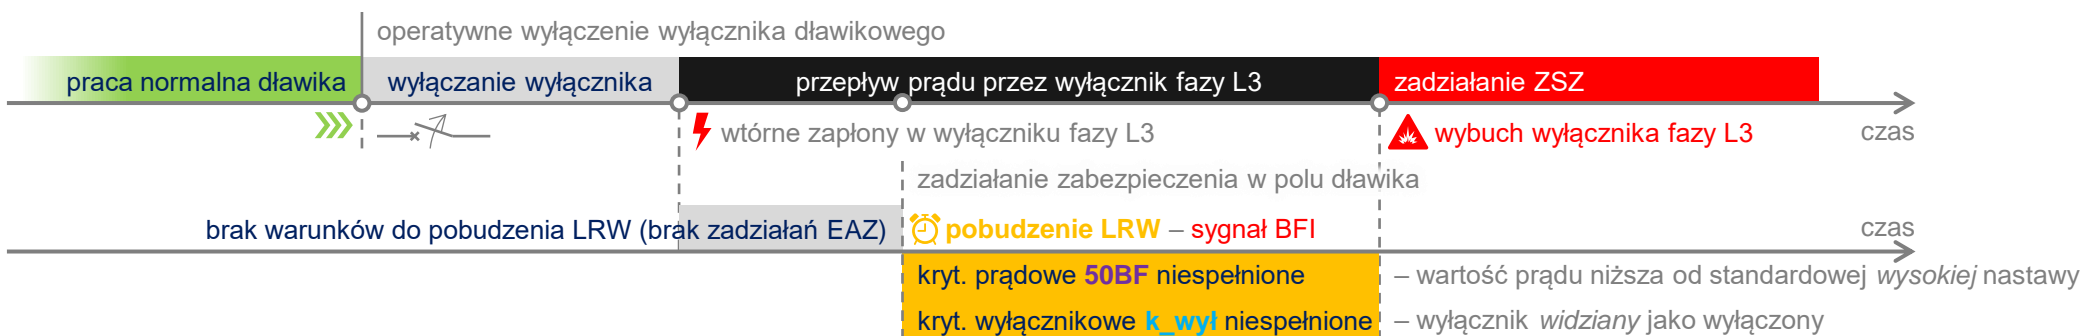 operatywne wyłączenie wyłącznika dławikowego
praca normalna dławika
wyłączanie wyłącznika
przepływ prądu przez wyłącznik fazy L3
zadziałanie ZSZ
wtórne zapłony w wyłączniku fazy L3
wybuch wyłącznika fazy L3
czas
zadziałanie zabezpieczenia w polu dławika
brak warunków do pobudzenia LRW (brak zadziałań EAZ)
pobudzenie LRW – sygnał BFI
czas
kryt. prądowe 50BF niespełnione
– wartość prądu niższa od standardowej wysokiej nastawy
kryt. wyłącznikowe k_wył niespełnione
– wyłącznik widziany jako wyłączony